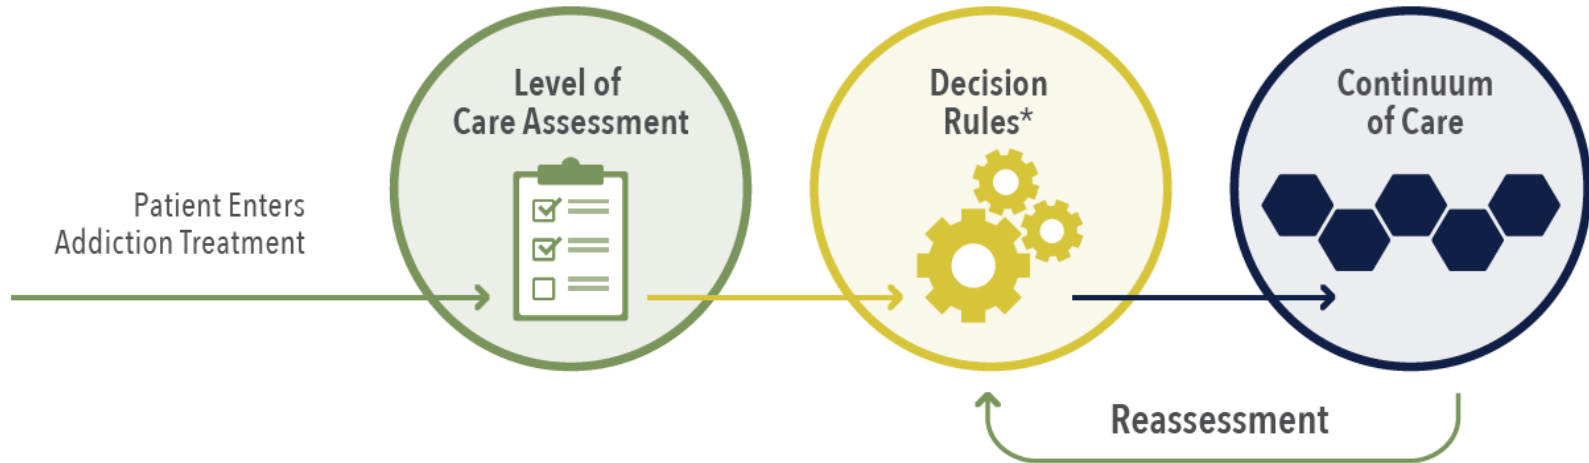 Patient Enters
Addiction Treatment
Level of
Care Assessment
Decision
Rules*
Continuum
of Care
Reassessment